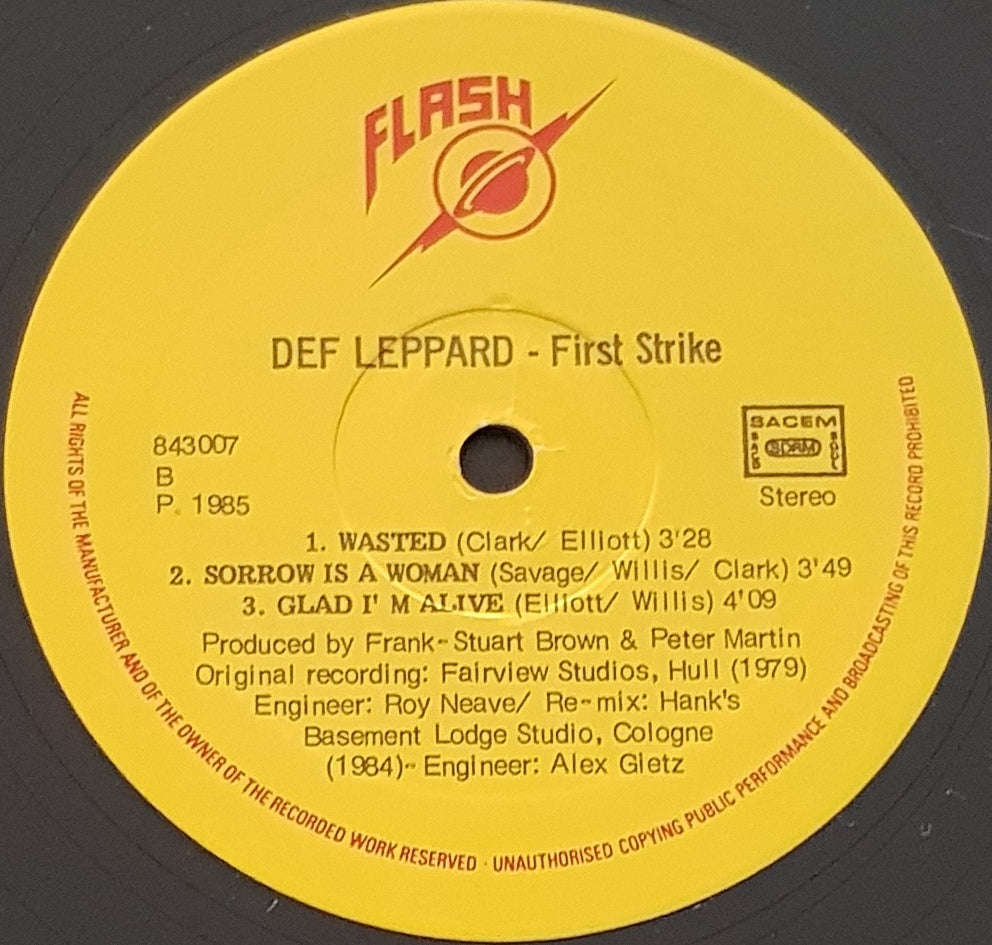 FLASH
DEF LEPPARD - First Strike
843007
B
P. 1985
SACEM
SDRM
Stereo
1. WASTED (Clark/ Elliott) 3'28
2. SORROW IS A WOMAN (Savage/ Willis/ Clark) 3'49
3. GLAD I' M ALIVE (Elliott/ Willis) 4'09
Produced by Frank-Stuart Brown & Peter Martin
Original recording: Fairview Studios, Hull (1979)
Engineer: Roy Neave/ Re-mix: Hank's
Basement Lodge Studio, Cologne
(1984)- Engineer: Alex Gletz
ALL RIGHTS OF THE MANUFACTURER AND OF THE OWNER OF THE RECORDED WORK RESERVED · UNAUTHORISED COPYING PUBLIC PERFORMANCE AND BROADCASTING OF THIS RECORD PROHIBITED